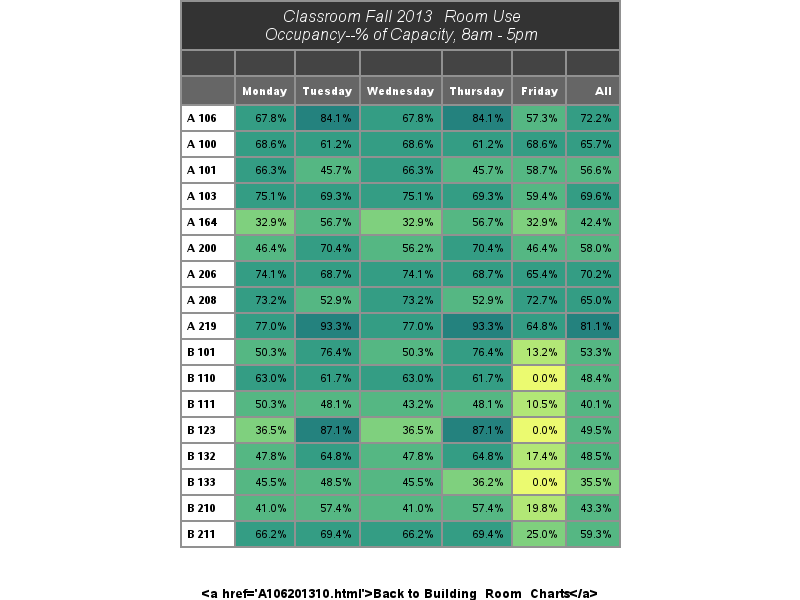 Classroom Fall 2013 Room Use
Occupancy--% of Capacity, 8am - 5pm
Monday Tuesday Wednesday Thursday Friday All
A 106 67.8% 84.1% 67.8% 84.1% 57.3% 72.2%
A 100 68.6% 61.2% 68.6% 61.2% 68.6% 65.7%
A 101 66.3% 45.7% 66.3% 45.7% 58.7% 56.6%
A 103 75.1% 69.3% 75.1% 69.3% 59.4% 69.6%
A 164 32.9% 56.7% 32.9% 56.7% 32.9% 42.4%
A 200 46.4% 70.4% 56.2% 70.4% 46.4% 58.0%
A 206 74.1% 68.7% 74.1% 68.7% 65.4% 70.2%
A 208 73.2% 52.9% 73.2% 52.9% 72.7% 65.0%
A 219 77.0% 93.3% 77.0% 93.3% 64.8% 81.1%
B 101 50.3% 76.4% 50.3% 76.4% 13.2% 53.3%
B 110 63.0% 61.7% 63.0% 61.7% 0.0% 48.4%
B 111 50.3% 48.1% 43.2% 48.1% 10.5% 40.1%
B 123 36.5% 87.1% 36.5% 87.1% 0.0% 49.5%
B 132 47.8% 64.8% 47.8% 64.8% 17.4% 48.5%
B 133 45.5% 48.5% 45.5% 36.2% 0.0% 35.5%
B 210 41.0% 57.4% 41.0% 57.4% 19.8% 43.3%
B 211 66.2% 69.4% 66.2% 69.4% 25.0% 59.3%
<a href='A106201310.html'>Back to Building Room Charts</a>